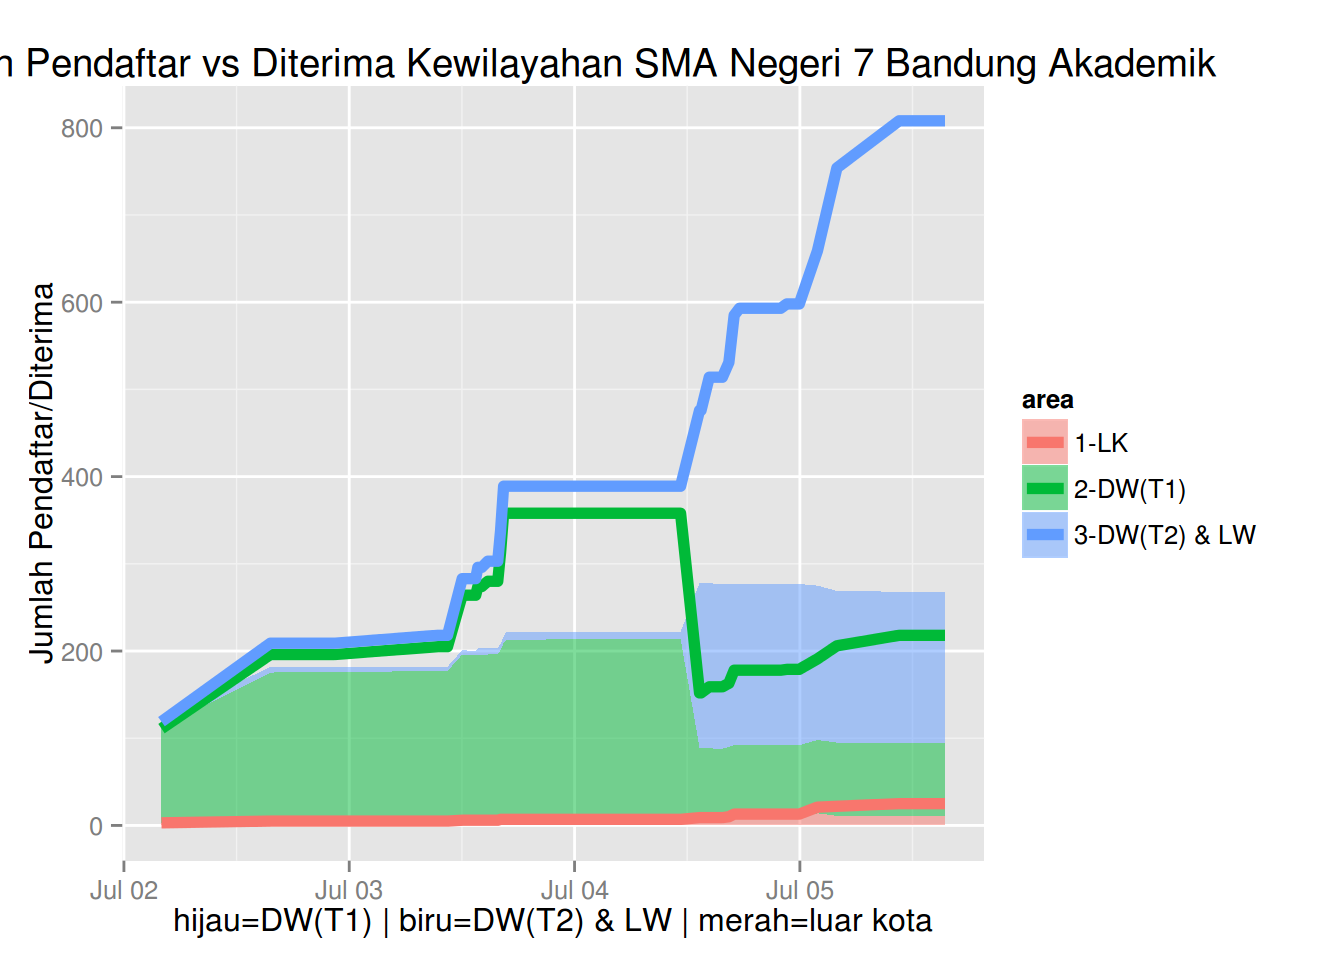 Pendaftar vs Diterima Kewilayahan SMA Negeri 7 Bandung Akademik
Jumlah Pendaftar/Diterima
800
600
400
200
0
Jul 02
Jul 03
Jul 04
Jul 05
hijau=DW(T1) | biru=DW(T2) & LW | merah=luar kota
area
1-LK
2-DW(T1)
3-DW(T2) & LW